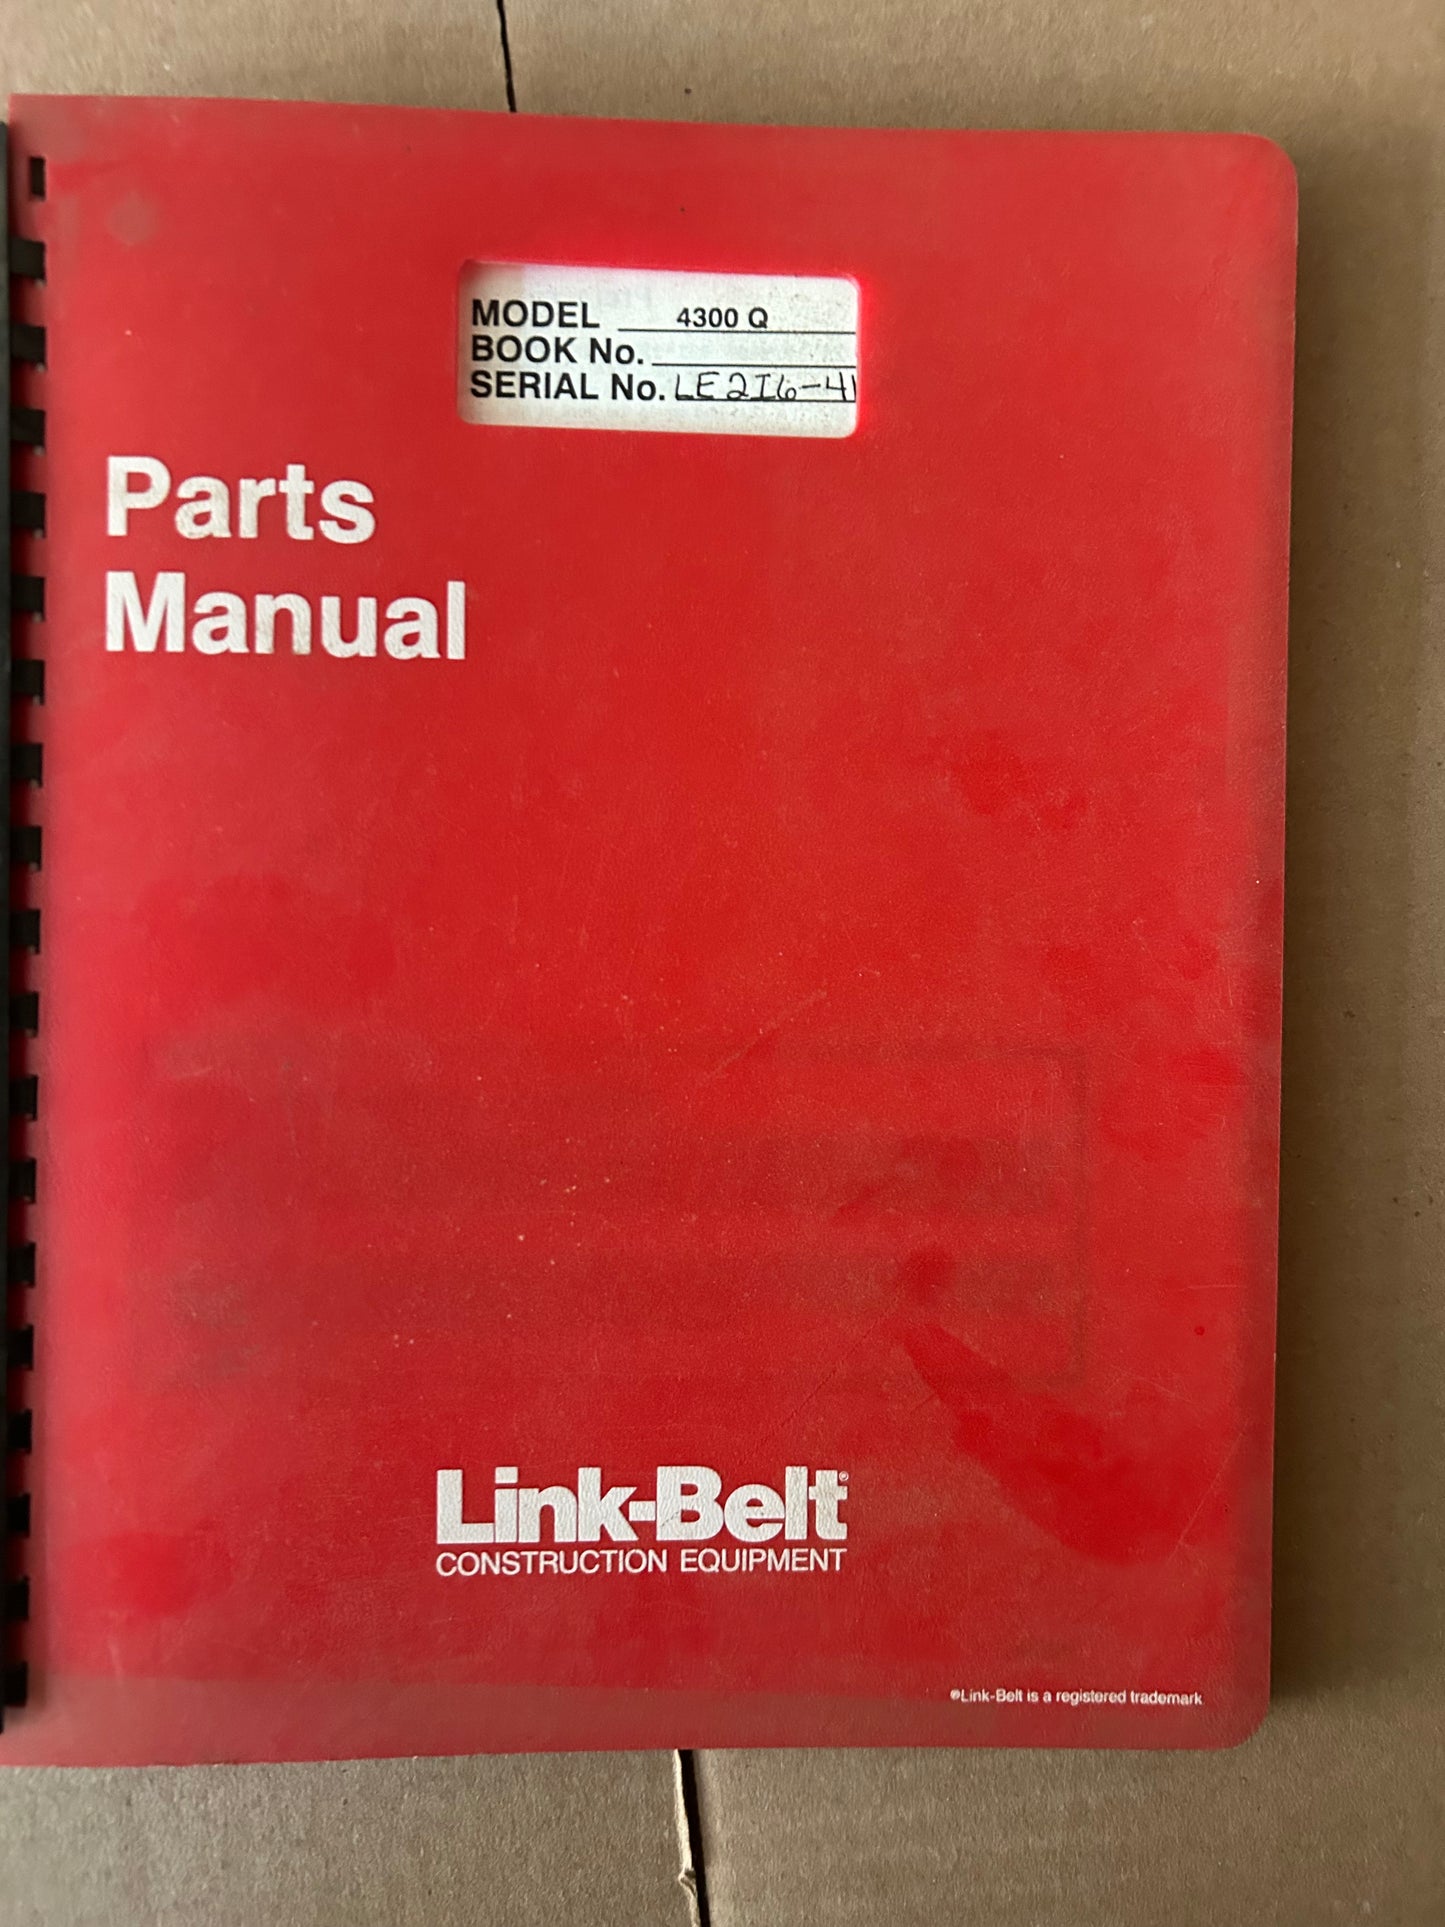 MODEL 4300 Q
BOOK No.
SERIAL No. LE2I6-41
Parts
Manual
Link-Belt®
CONSTRUCTION EQUIPMENT
®Link-Belt is a registered trademark